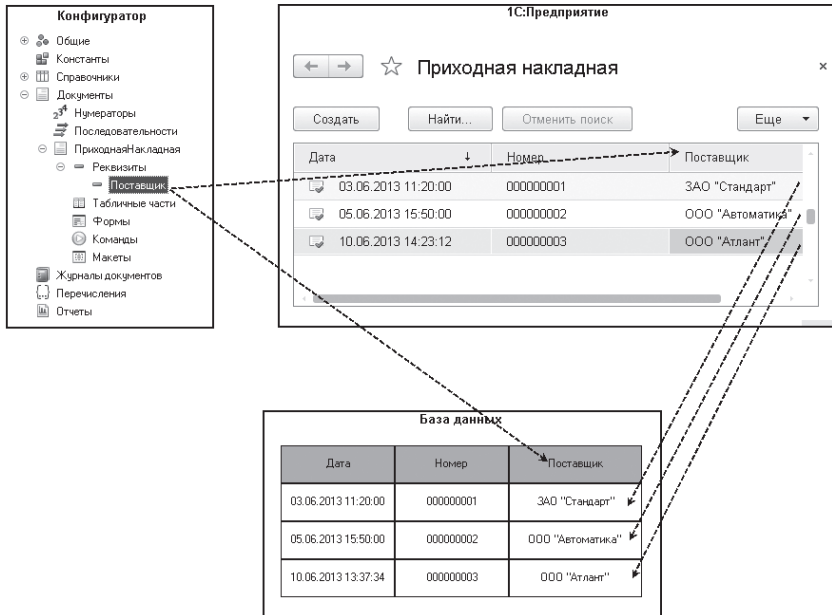 Конфигуратор
Общие
Константы
Справочники
Документы
Нумераторы
Последовательности
ПриходнаяНакладная
Реквизиты
Поставщик
Табличные части
Формы
Команды
Макеты
Журналы документов
Перечисления
Отчеты
1С:Предприятие
Приходная накладная
Создать Найти... Отменить поиск Еще
Дата Номер Поставщик
03.06.2013 11:20:00 000000001 ЗАО "Стандарт"
05.06.2013 15:50:00 000000002 ООО "Автоматика"
10.06.2013 14:23:12 000000003 ООО "Атлант"
База данных
Дата Номер Поставщик
03.06.2013 11:20:00 000000001 ЗАО "Стандарт"
05.06.2013 15:50:00 000000002 ООО "Автоматика"
10.06.2013 13:37:34 000000003 ООО "Атлант"